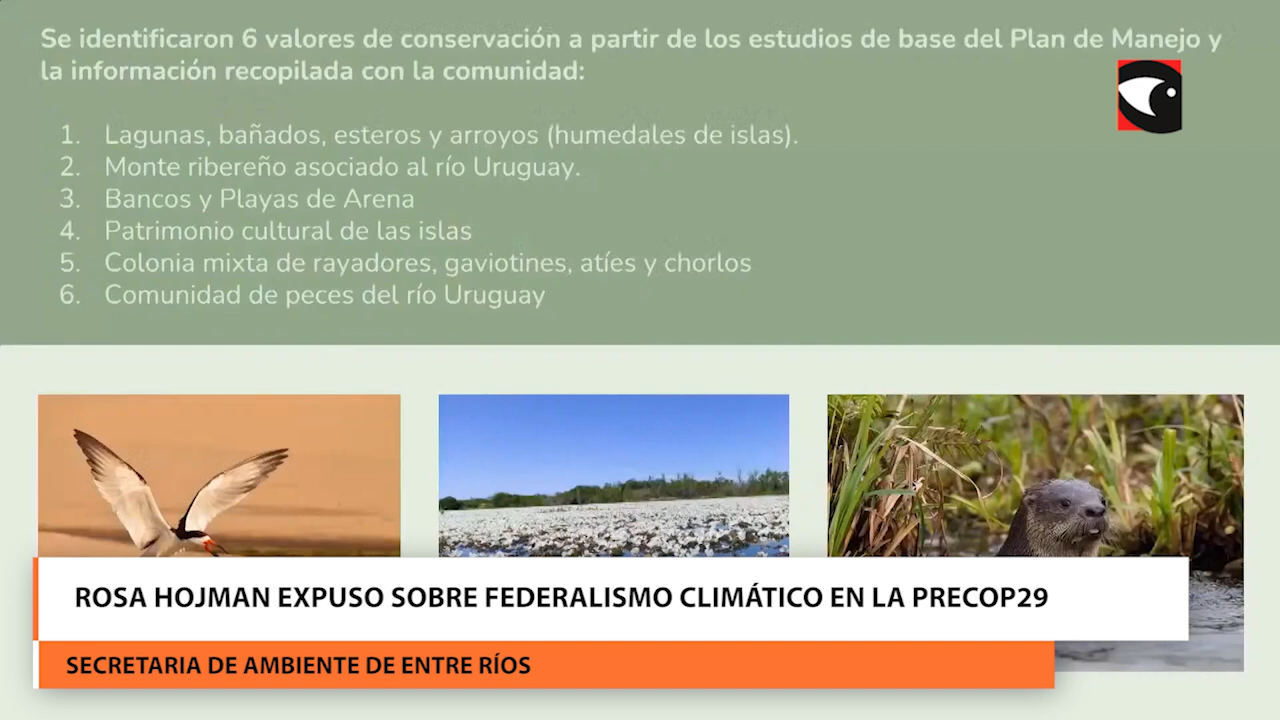 Se identificaron 6 valores de conservación a partir de los estudios de base del Plan de Manejo y
la información recopilada con la comunidad:
1. Lagunas, bañados, esteros y arroyos (humedales de islas).
2. Monte ribereño asociado al río Uruguay.
3. Bancos y Playas de Arena
4. Patrimonio cultural de las islas
5. Colonia mixta de rayadores, gaviotines, atíes y chorlos
6. Comunidad de peces del río Uruguay
ROSA HOJMAN EXPUSO SOBRE FEDERALISMO CLIMÁTICO EN LA PRECOP29
SECRETARIA DE AMBIENTE DE ENTRE RÍOS